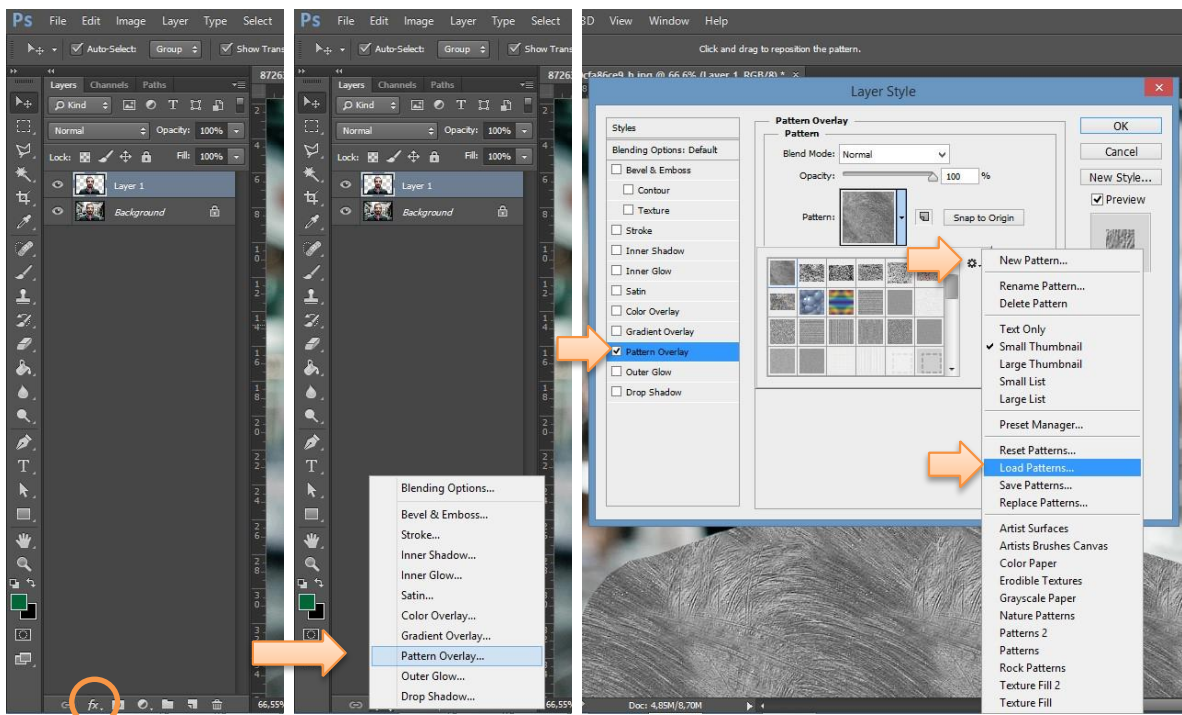 Ps File Edit Image Layer Type Select
Auto-Select: Group Show Trans
Layers Channels Paths
Kind
Normal Opacity: 100%
Lock: Fill: 100%
Layer 1
Background
fx.
66,55%
Ps File Edit Image Layer Type Select
Auto-Select: Group Show Trans
Layers Channels Paths
Kind
Normal Opacity: 100%
Lock: Fill: 100%
Layer 1
Background
Blending Options...
Bevel & Emboss...
Stroke...
Inner Shadow...
Inner Glow...
Satin...
Color Overlay...
Gradient Overlay...
Pattern Overlay...
Outer Glow...
Drop Shadow...
66,55%
3D View Window Help
Click and drag to reposition the pattern.
Layer Style
Styles
Blending Options: Default
Bevel & Emboss
Contour
Texture
Stroke
Inner Shadow
Inner Glow
Satin
Color Overlay
Gradient Overlay
Pattern Overlay
Outer Glow
Drop Shadow
Pattern Overlay
Pattern
Blend Mode: Normal
Opacity: 100 %
Pattern: Snap to Origin
OK
Cancel
New Style...
Preview
New Pattern...
Rename Pattern...
Delete Pattern
Text Only
Small Thumbnail
Large Thumbnail
Small List
Large List
Preset Manager...
Reset Patterns...
Load Patterns...
Save Patterns...
Replace Patterns...
Artist Surfaces
Artists Brushes Canvas
Color Paper
Erodible Textures
Grayscale Paper
Nature Patterns
Patterns 2
Patterns
Rock Patterns
Texture Fill 2
Texture Fill
Doc: 4,85M/8,70M